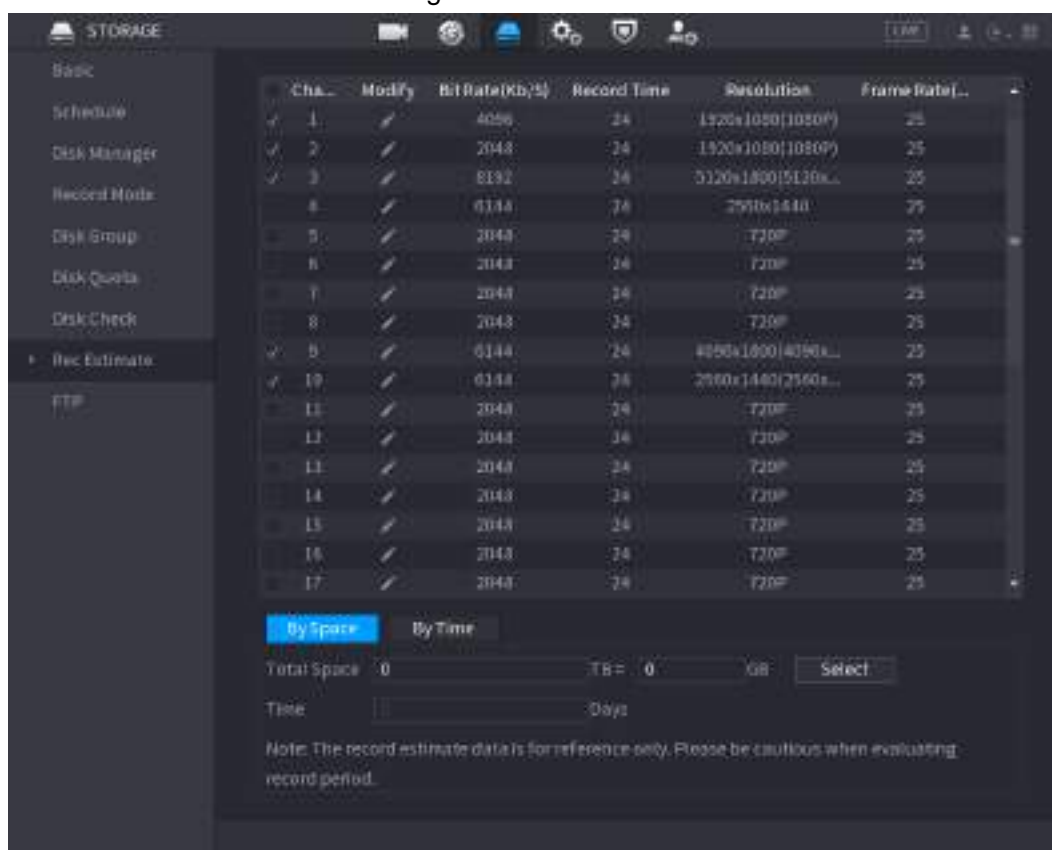 STORAGE LIVE
Basic
Schedule
Disk Manager
Record Mode
Disk Group
Disk Quota
Disk Check
Rec Estimate
FTP
Cha... Modify Bit Rate(Kb/S) Record Time Resolution Frame Rate(...
1 4096 24 1920x1080(1080P) 25
2 2048 24 1920x1080(1080P) 25
3 8192 24 5120x1800(5120x... 25
4 6144 24 2560x1440 25
5 2048 24 720P 25
6 2048 24 720P 25
7 2048 24 720P 25
8 2048 24 720P 25
9 6144 24 4096x1800(4096x... 25
10 6144 24 2560x1440(2560x... 25
11 2048 24 720P 25
12 2048 24 720P 25
13 2048 24 720P 25
14 2048 24 720P 25
15 2048 24 720P 25
16 2048 24 720P 25
17 2048 24 720P 25
By Space By Time
Total Space 0 TB = 0 GB Select
Time Days
Note: The record estimate data is for reference only. Please be cautious when evaluating
record period.